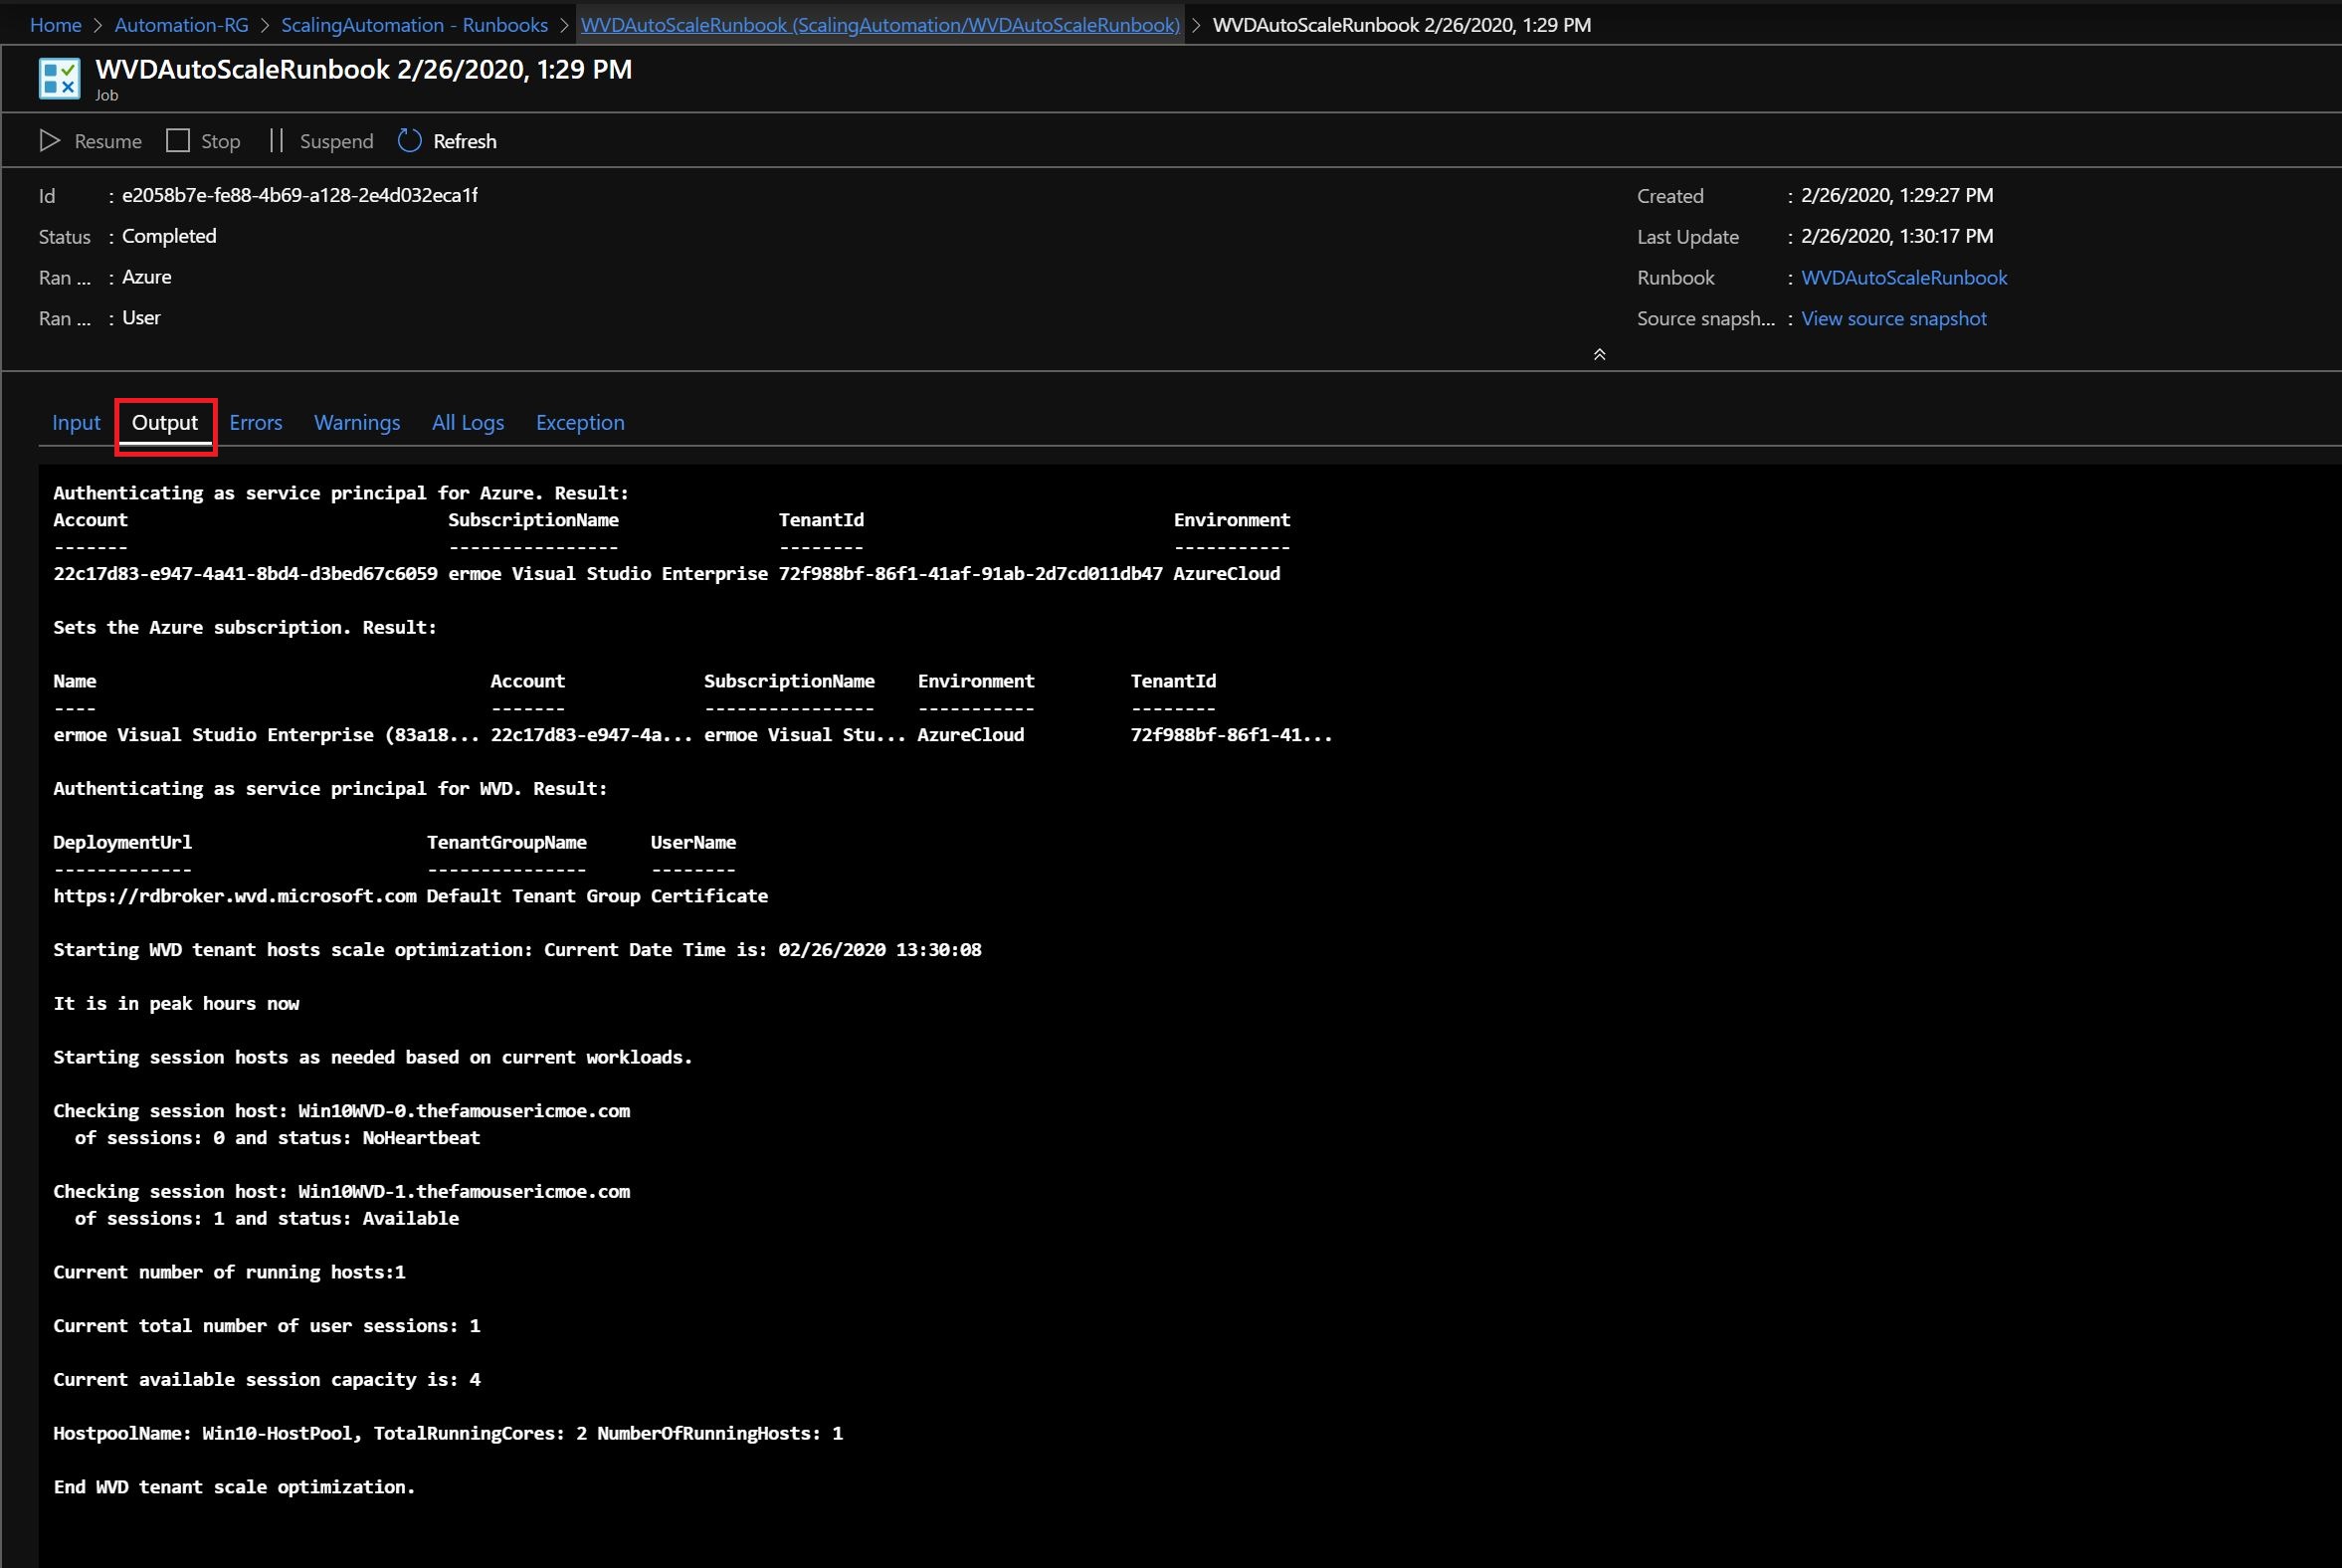 Home > Automation-RG > ScalingAutomation - Runbooks > WVDAutoScaleRunbook (ScalingAutomation/WVDAutoScaleRunbook) > WVDAutoScaleRunbook 2/26/2020, 1:29 PM
WVDAutoScaleRunbook 2/26/2020, 1:29 PM
Job
Resume Stop Suspend Refresh
Id : e2058b7e-fe88-4b69-a128-2e4d032eca1f Created : 2/26/2020, 1:29:27 PM
Status : Completed Last Update : 2/26/2020, 1:30:17 PM
Ran ... : Azure Runbook : WVDAutoScaleRunbook
Ran ... : User Source snapsh... : View source snapshot
Input Output Errors Warnings All Logs Exception
Authenticating as service principal for Azure. Result:
Account SubscriptionName TenantId Environment
------- ---------------- -------- -----------
22c17d83-e947-4a41-8bd4-d3bed67c6059 ermoe Visual Studio Enterprise 72f988bf-86f1-41af-91ab-2d7cd011db47 AzureCloud
Sets the Azure subscription. Result:
Name Account SubscriptionName Environment TenantId
---- ------- ---------------- ----------- --------
ermoe Visual Studio Enterprise (83a18... 22c17d83-e947-4a... ermoe Visual Stu... AzureCloud 72f988bf-86f1-41...
Authenticating as service principal for WVD. Result:
DeploymentUrl TenantGroupName UserName
------------- --------------- --------
https://rdbroker.wvd.microsoft.com Default Tenant Group Certificate
Starting WVD tenant hosts scale optimization: Current Date Time is: 02/26/2020 13:30:08
It is in peak hours now
Starting session hosts as needed based on current workloads.
Checking session host: Win10WVD-0.thefamousericmoe.com
of sessions: 0 and status: NoHeartbeat
Checking session host: Win10WVD-1.thefamousericmoe.com
of sessions: 1 and status: Available
Current number of running hosts:1
Current total number of user sessions: 1
Current available session capacity is: 4
HostpoolName: Win10-HostPool, TotalRunningCores: 2 NumberOfRunningHosts: 1
End WVD tenant scale optimization.